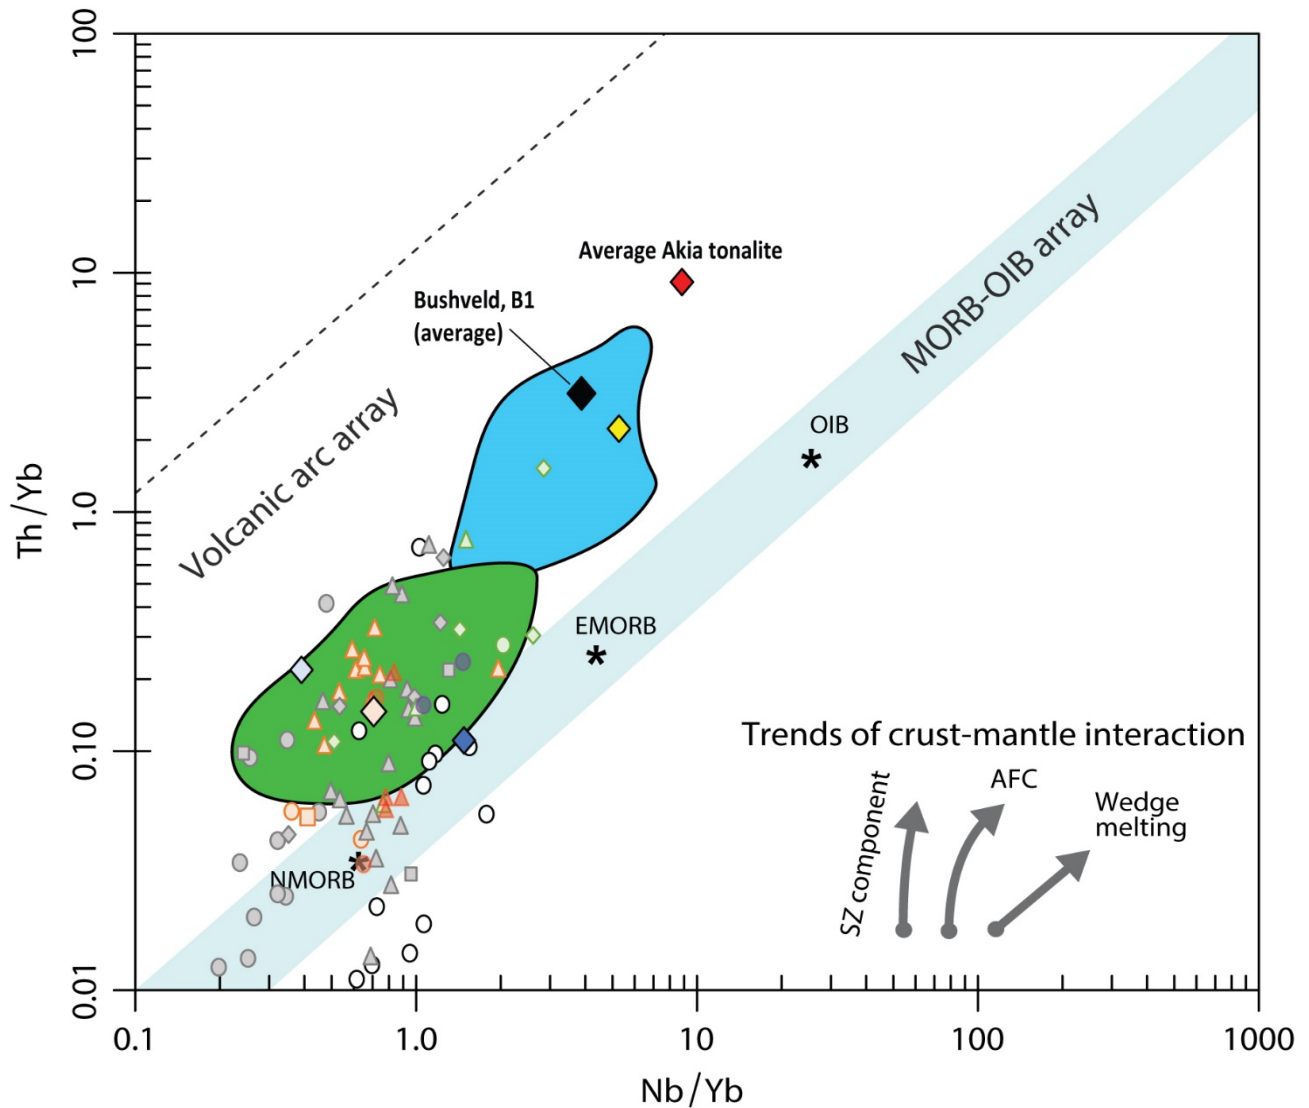 100
10
1.0
0.10
0.01
Th/Yb
Average Akia tonalite
Bushveld, B1
(average)
MORB-OIB array
OIB
Volcanic arc array
EMORB
NMORB
Trends of crust-mantle interaction
SZ component
AFC
Wedge
melting
0.1
1.0
10
100
1000
Nb/Yb